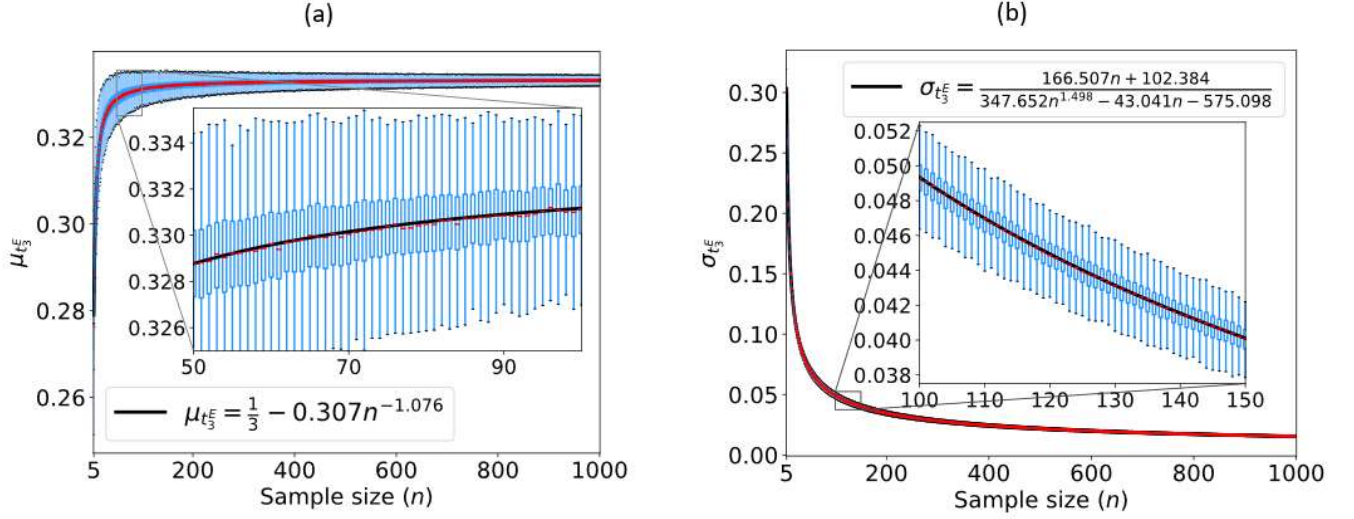 (a)
0.32
0.30
0.28
0.26
μ_{t_3^E}
0.334
0.332
0.330
0.329
0.328
0.326
50 70 90
μ_{t_3^E} = 1/3 − 0.307n^{−1.076}
5 200 400 600 800 1000
Sample size (n)
(b)
0.30
0.25
0.20
0.15
0.10
0.05
0.00
σ_{t_3^E}
σ_{t_3^E} = (166.507n + 102.384)/(347.652n^{1.498} − 43.041n − 575.098)
0.052
0.050
0.048
0.046
0.044
0.042
0.040
0.038
100 110 120 130 140 150
5 200 400 600 800 1000
Sample size (n)